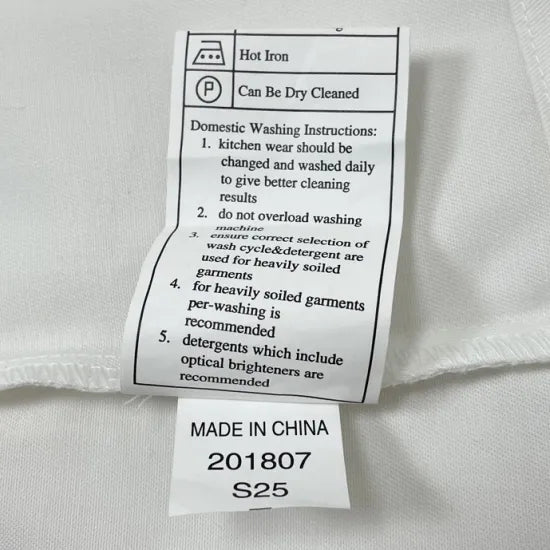 Hot Iron
P
Can Be Dry Cleaned
Domestic Washing Instructions:
1. kitchen wear should be
changed and washed daily
to give better cleaning
results
2. do not overload washing
machine
3. ensure correct selection of
wash cycle&detergent are
used for heavily soiled
garments
4. for heavily soiled garments
per-washing is
recommended
5. detergents which include
optical brighteners are
recommended
MADE IN CHINA
201807
S25